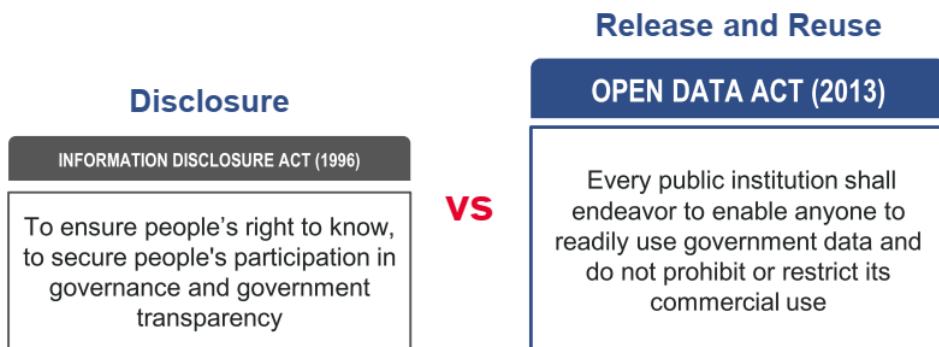 Disclosure
INFORMATION DISCLOSURE ACT (1996)
To ensure people’s right to know,
to secure people's participation in
governance and government
transparency
vs
Release and Reuse
OPEN DATA ACT (2013)
Every public institution shall
endeavor to enable anyone to
readily use government data and
do not prohibit or restrict its
commercial use